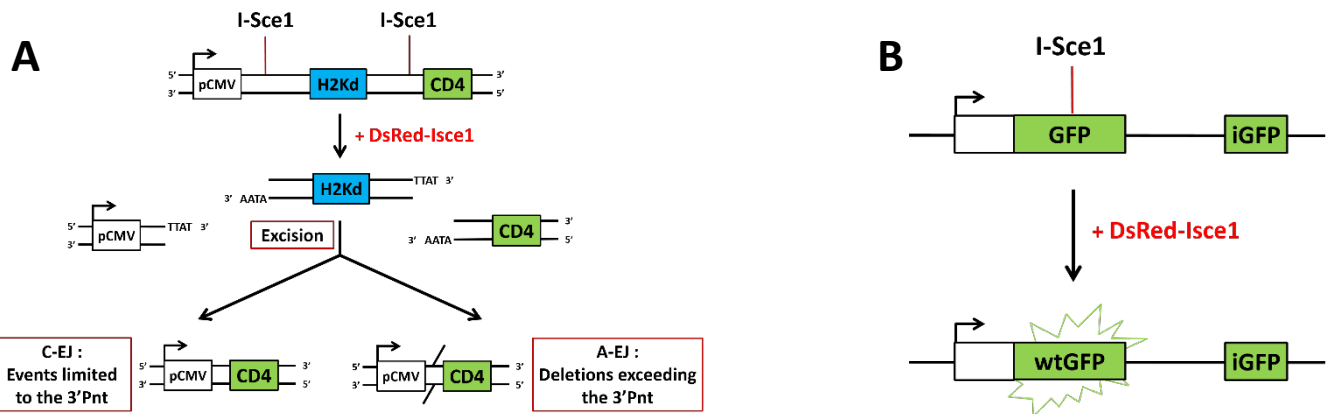 A
I-Sce1 I-Sce1
5’ pCMV H2Kd CD4 3’
3’ 5’
+ DsRed-Isce1
H2Kd TTAT 3’
3’ AATA
5’ pCMV TTAT 3’
3’
Excision
CD4 3’
3’ AATA 5’
C-EJ :
Events limited
to the 3’Pnt
5’ pCMV CD4 3’
3’ 5’
5’ pCMV CD4 3’
3’ 5’
A-EJ :
Deletions exceeding
the 3’Pnt
B
I-Sce1
GFP iGFP
+ DsRed-Isce1
wtGFP iGFP